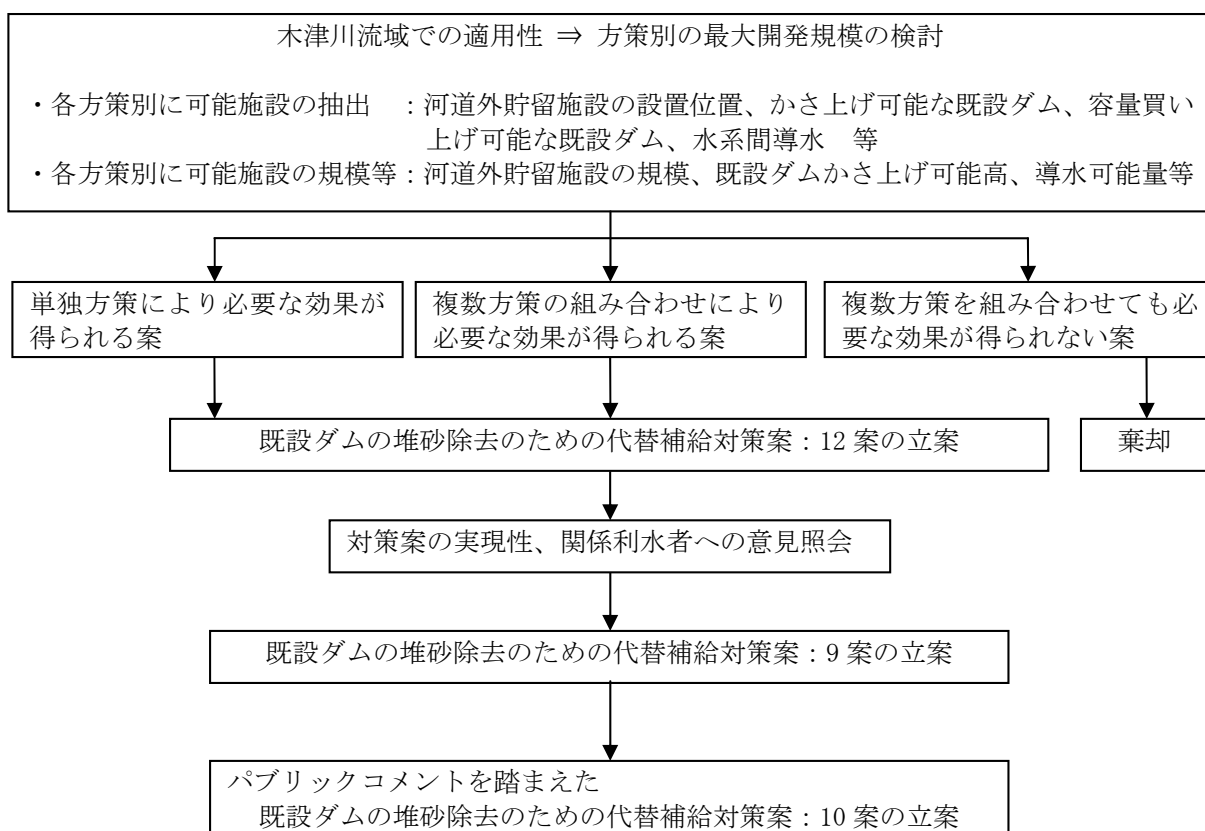 木津川流域での適用性 ⇒ 方策別の最大開発規模の検討
・各方策別に可能施設の抽出　：河道外貯留施設の設置位置、かさ上げ可能な既設ダム、容量買い
上げ可能な既設ダム、水系間導水　等
・各方策別に可能施設の規模等：河道外貯留施設の規模、既設ダムかさ上げ可能高、導水可能量等
単独方策により必要な効果が
得られる案
複数方策の組み合わせにより
必要な効果が得られる案
複数方策を組み合わせても必
要な効果が得られない案
既設ダムの堆砂除去のための代替補給対策案：12 案の立案
棄却
対策案の実現性、関係利水者への意見照会
既設ダムの堆砂除去のための代替補給対策案：9 案の立案
パブリックコメントを踏まえた
既設ダムの堆砂除去のための代替補給対策案：10 案の立案